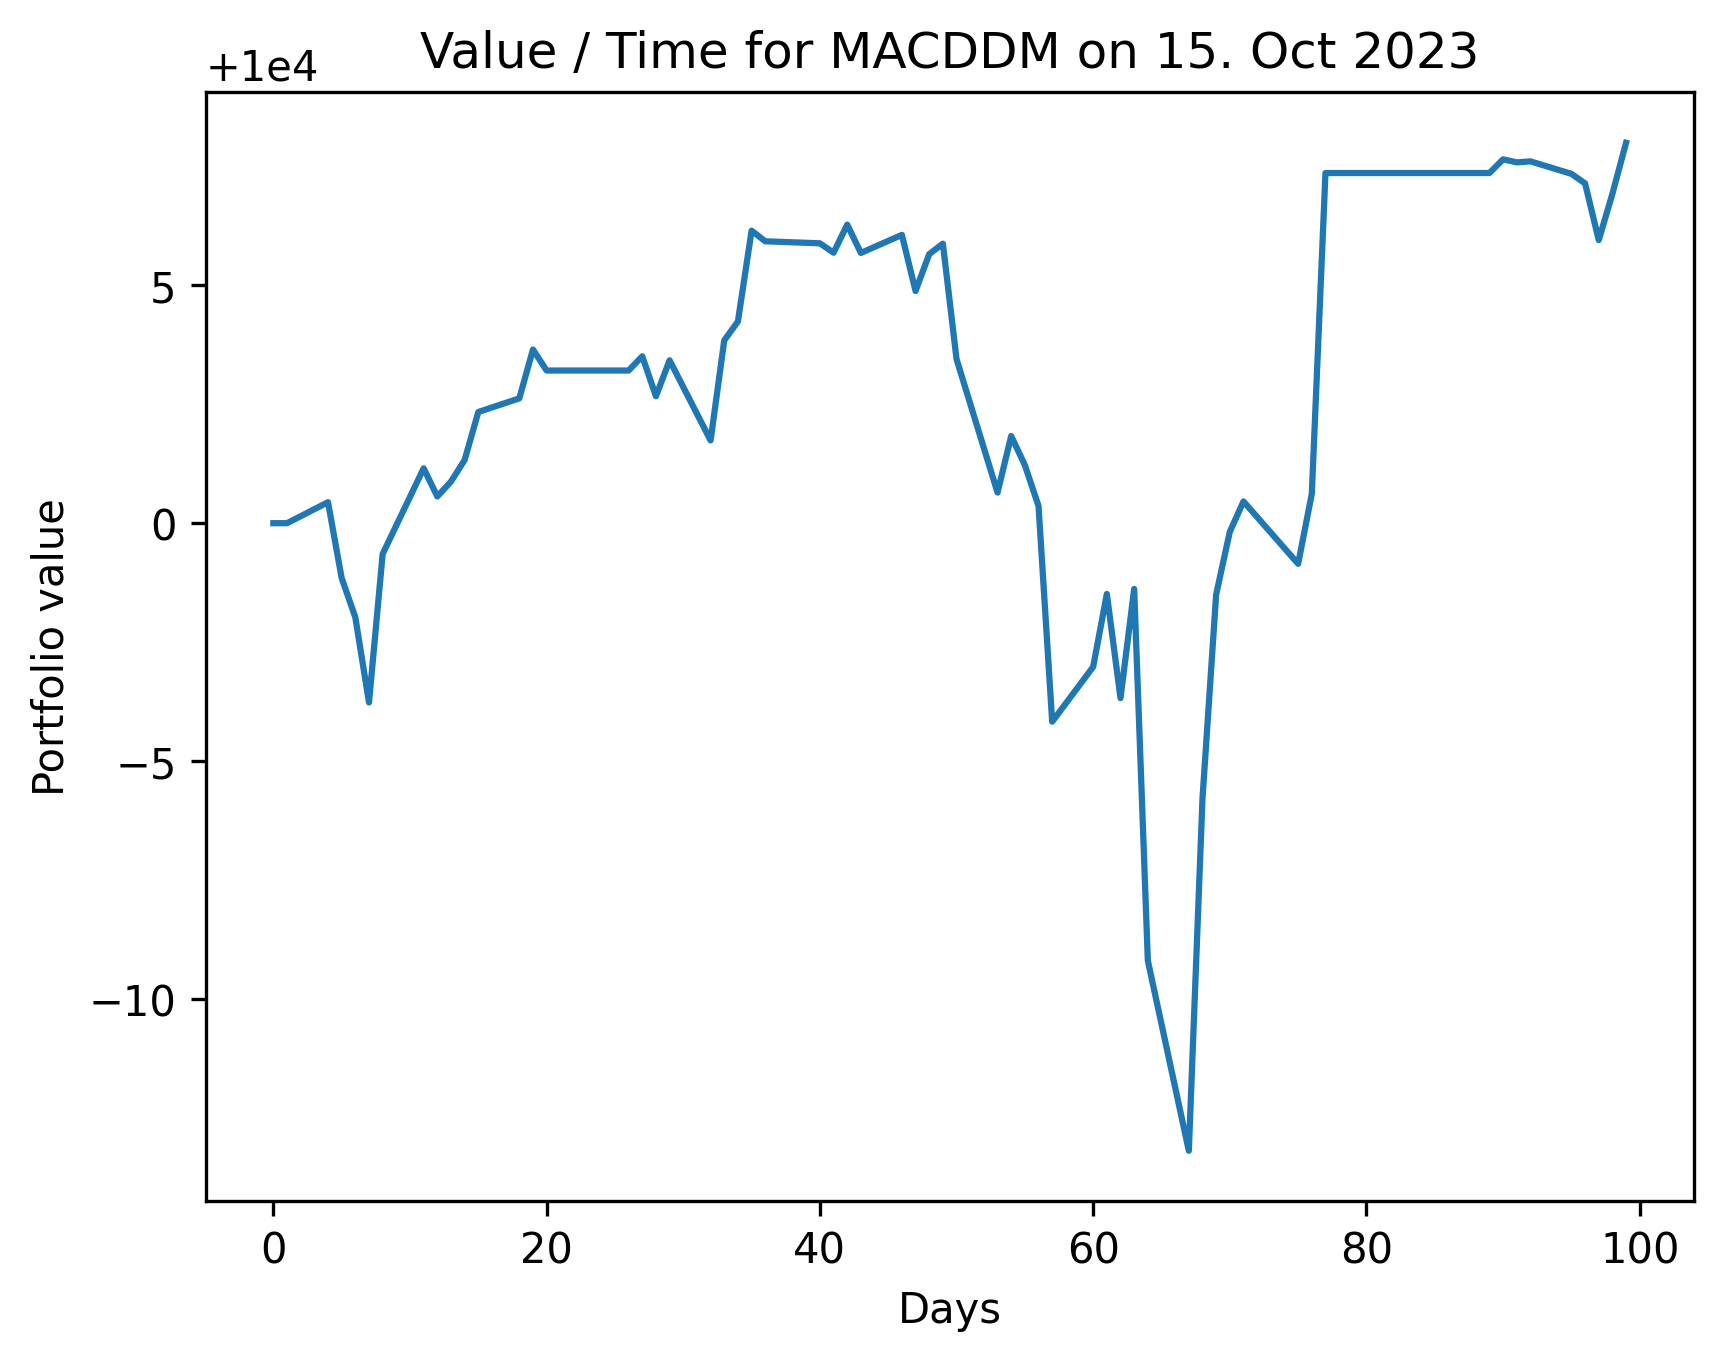 Value / Time for MACDDM on 15. Oct 2023
+1e4
5
0
−5
−10
Portfolio value
0 20 40 60 80 100
Days